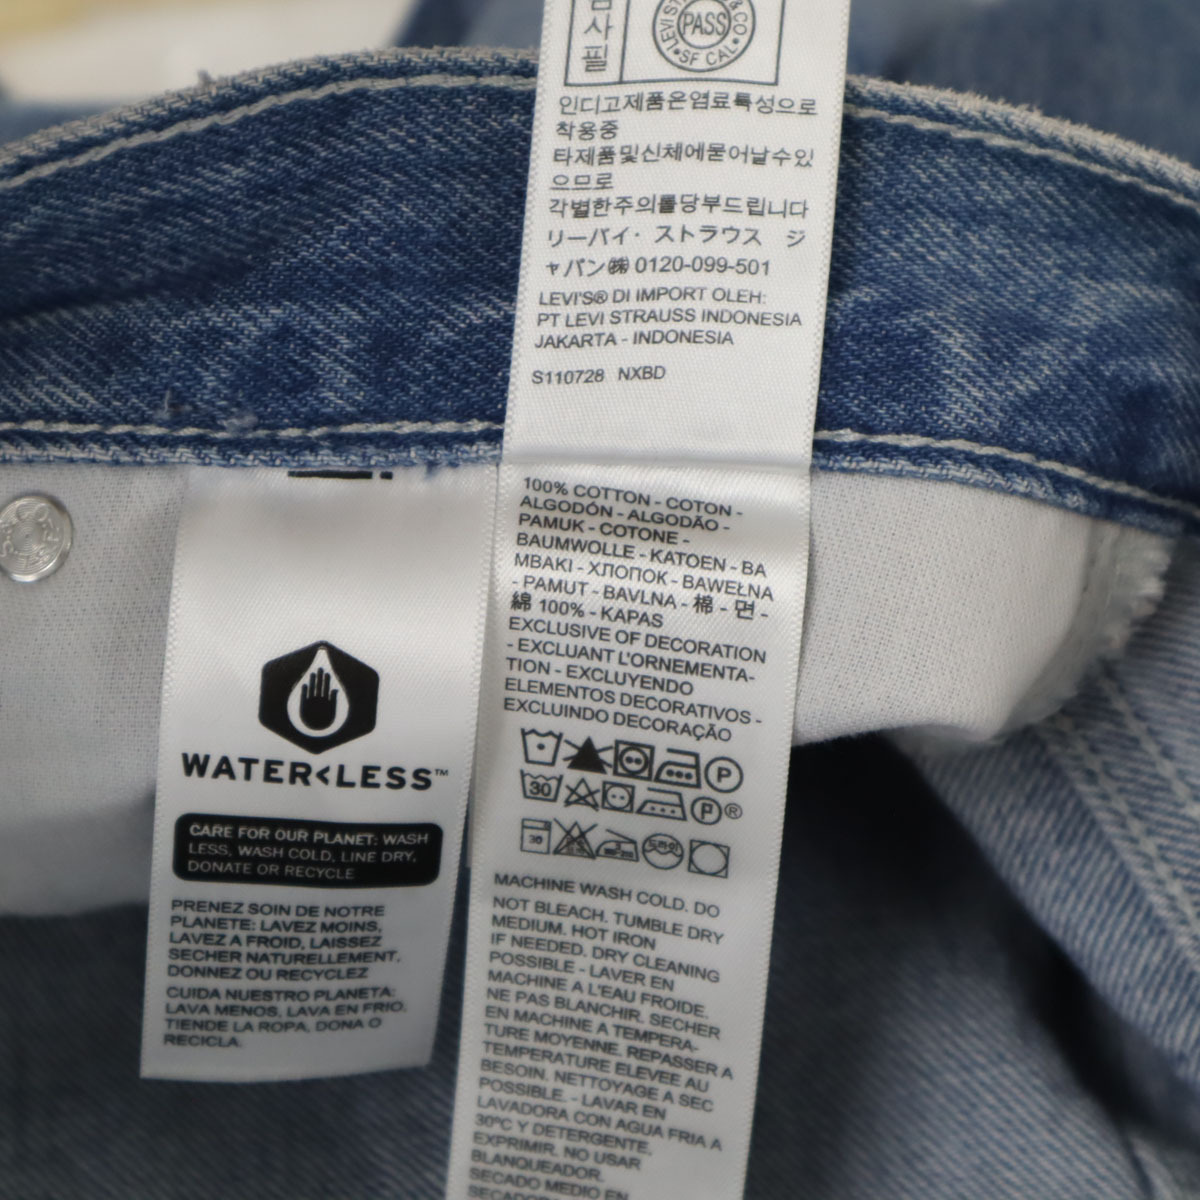 검사필
LEVI ST & CO
PASS
SF CAL
인디고제품은염료특성으로
착용중
타제품및신체에묻어날수있
으므로
각별한주의를당부드립니다
リーバイ・ストラウス ジ
ャパン㈱ 0120-099-501
LEVI'S® DI IMPORT OLEH:
PT LEVI STRAUSS INDONESIA
JAKARTA - INDONESIA
S110728 NXBD
100% COTTON - COTON -
ALGODÓN - ALGODÃO -
PAMUK - COTONE -
BAUMWOLLE - KATOEN - BA
MBAKI - ХЛОПОК - BAWEŁNA
- PAMUT - BAVLNA - 棉 - 면 -
綿 100% - KAPAS
EXCLUSIVE OF DECORATION
- EXCLUANT L'ORNEMENTA-
TION - EXCLUYENDO
ELEMENTOS DECORATIVOS -
EXCLUINDO DECORAÇÃO
P
30 P ®
30 드라이
MACHINE WASH COLD. DO
NOT BLEACH. TUMBLE DRY
MEDIUM. HOT IRON
IF NEEDED. DRY CLEANING
POSSIBLE - LAVER EN
MACHINE A L'EAU FROIDE.
NE PAS BLANCHIR. SECHER
EN MACHINE A TEMPERA-
TURE MOYENNE. REPASSER A
TEMPERATURE ELEVEE AU
BESOIN. NETTOYAGE A SEC
POSSIBLE. - LAVAR EN
LAVADORA CON AGUA FRIA A
30ºC Y DETERGENTE.
EXPRIMIR. NO USAR
BLANQUEADOR.
SECADO MEDIO EN
SECADOR
WATER<LESS™
CARE FOR OUR PLANET: WASH
LESS, WASH COLD, LINE DRY,
DONATE OR RECYCLE
PRENEZ SOIN DE NOTRE
PLANETE: LAVEZ MOINS,
LAVEZ A FROID, LAISSEZ
SECHER NATURELLEMENT,
DONNEZ OU RECYCLEZ
CUIDA NUESTRO PLANETA:
LAVA MENOS, LAVA EN FRIO.
TIENDE LA ROPA, DONA O
RECICLA.